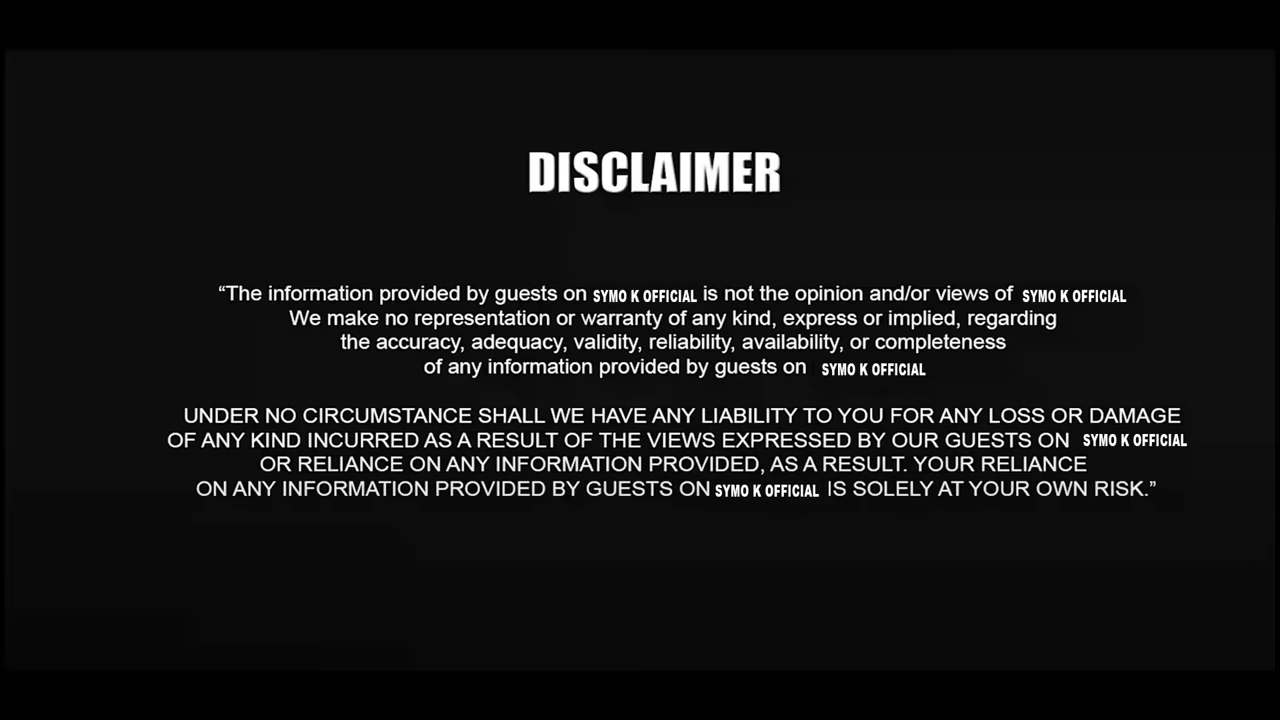 DISCLAIMER
“The information provided by guests on SYMO K OFFICIAL is not the opinion and/or views of SYMO K OFFICIAL
We make no representation or warranty of any kind, express or implied, regarding
the accuracy, adequacy, validity, reliability, availability, or completeness
of any information provided by guests on SYMO K OFFICIAL
UNDER NO CIRCUMSTANCE SHALL WE HAVE ANY LIABILITY TO YOU FOR ANY LOSS OR DAMAGE
OF ANY KIND INCURRED AS A RESULT OF THE VIEWS EXPRESSED BY OUR GUESTS ON SYMO K OFFICIAL
OR RELIANCE ON ANY INFORMATION PROVIDED, AS A RESULT. YOUR RELIANCE
ON ANY INFORMATION PROVIDED BY GUESTS ON SYMO K OFFICIAL IS SOLELY AT YOUR OWN RISK.”